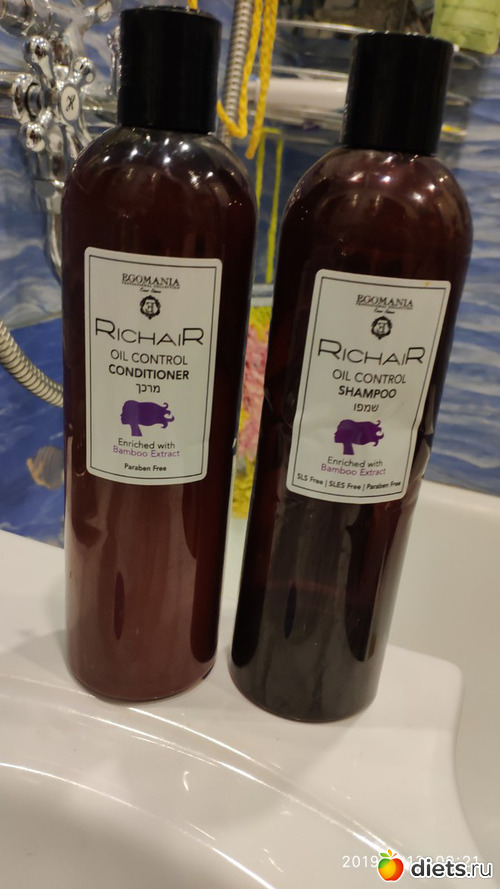 EGOMANIA
RICHAIR
OIL CONTROL
CONDITIONER
מרכך
Enriched with
Bamboo Extract
Paraben Free
EGOMANIA
RICHAIR
OIL CONTROL
SHAMPOO
שמפו
Enriched with
Bamboo Extract
SLS Free | SLES Free | Paraben Free
diets.ru